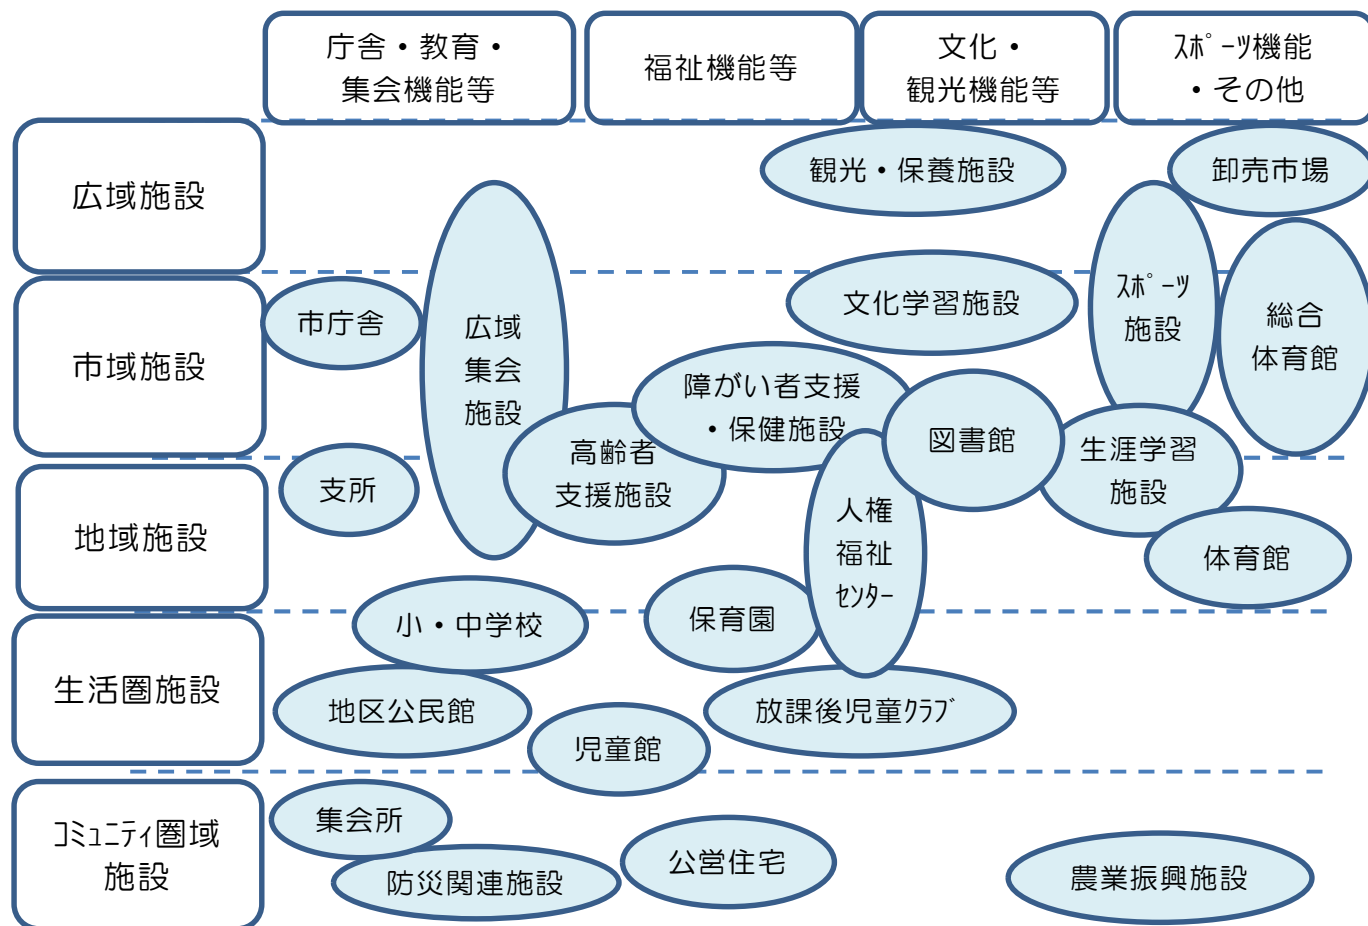 庁舎・教育・
集会機能等
福祉機能等
文化・
観光機能等
ｽﾎﾟｰﾂ機能
・その他
広域施設
観光・保養施設
卸売市場
市域施設
市庁舎
広域
集会
施設
文化学習施設
ｽﾎﾟｰﾂ
施設
総合
体育館
障がい者支援
・保健施設
高齢者
支援施設
図書館
生涯学習
施設
地域施設
支所
人権
福祉
ｾﾝﾀｰ
体育館
小・中学校
保育園
生活圏施設
地区公民館
放課後児童ｸﾗﾌﾞ
児童館
ｺﾐｭﾆﾃｨ圏域
施設
集会所
防災関連施設
公営住宅
農業振興施設